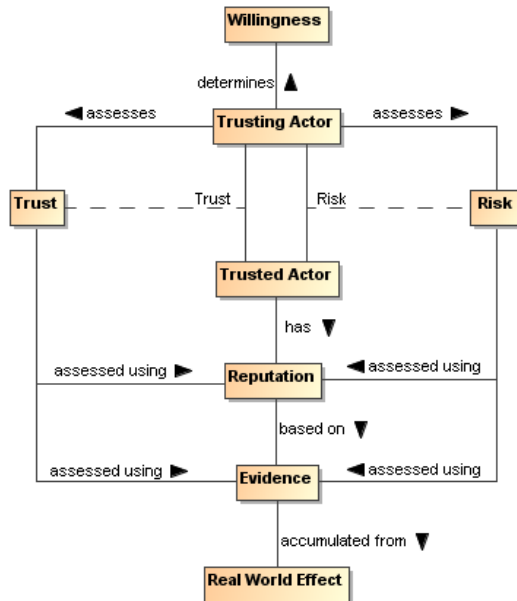 Willingness
determines
assesses
assesses
Trusting Actor
Trust
Trust
Risk
Risk
Trusted Actor
has
assessed using
Reputation
assessed using
based on
assessed using
Evidence
assessed using
accumulated from
Real World Effect